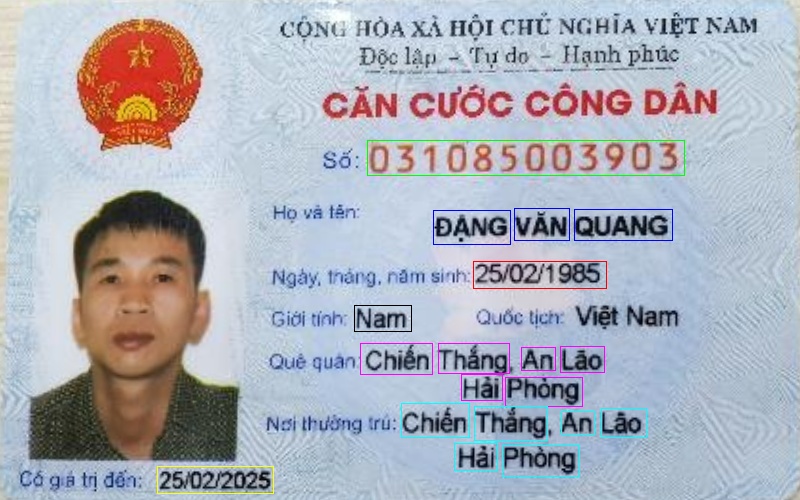 CỘNG HÒA XÃ HỘI CHỦ NGHĨA VIỆT NAM
Độc lập - Tự do - Hạnh phúc
CĂN CƯỚC CÔNG DÂN
Số: 031085003903
Họ và tên:
ĐẶNG VĂN QUANG
Ngày, tháng, năm sinh: 25/02/1985
Giới tính: Nam Quốc tịch: Việt Nam
Quê quán: Chiến Thắng, An Lão
Hải Phòng
Nơi thường trú: Chiến Thắng, An Lão
Hải Phòng
Có giá trị đến: 25/02/2025